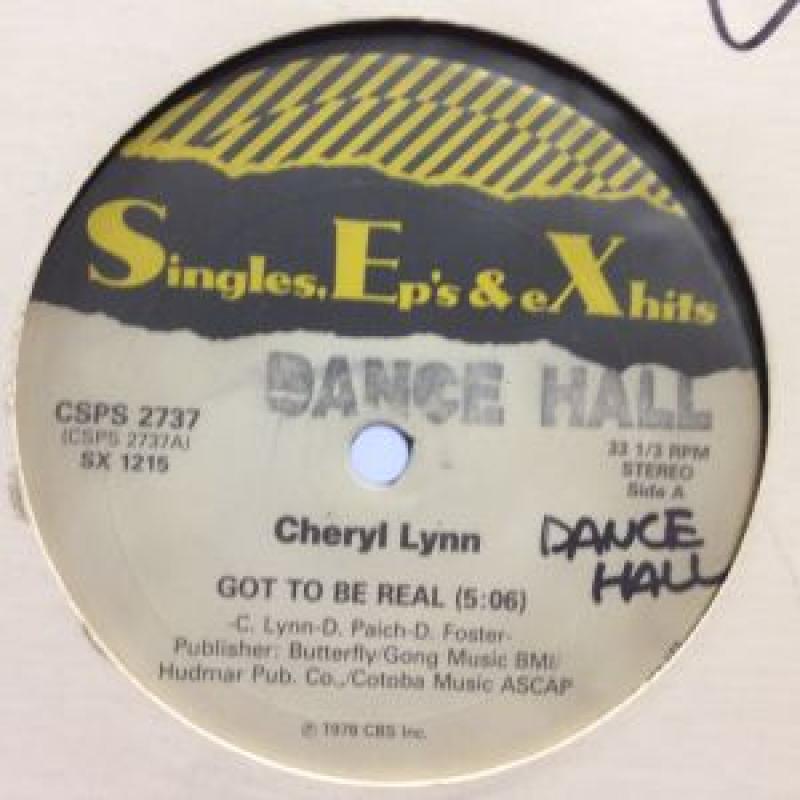 Singles, Ep's & eX hits
DANCE HALL
CSPS 2737
(CSPS 2737A)
SX 1215
33 1/3 RPM
STEREO
Side A
Cheryl Lynn
DANCE
HALL
GOT TO BE REAL (5:06)
-C. Lynn-D. Paich-D. Foster-
Publisher: Butterfly/Gong Music BMI/
Hudmar Pub. Co../Cotoba Music ASCAP
℗ 1978 CBS Inc.